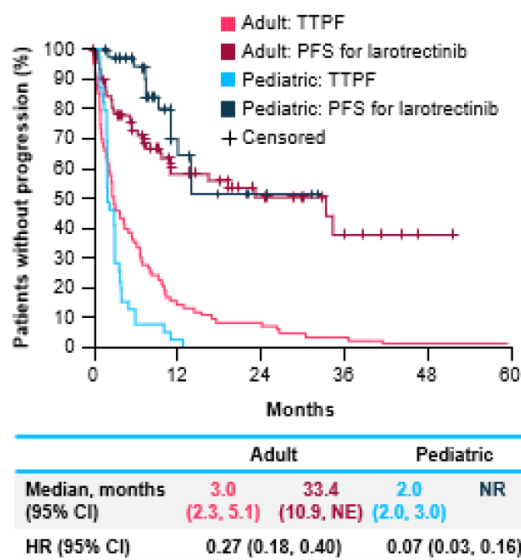 Adult: TTPF
Adult: PFS for larotrectinib
Pediatric: TTPF
Pediatric: PFS for larotrectinib
Censored
Patients without progression (%)
100
90
80
70
60
50
40
30
20
10
0
0 12 24 36 48 60
Months
Adult Pediatric
Median, months 3.0 33.4 2.0 NR
(95% CI) (2.3, 5.1) (10.9, NE) (2.0, 3.0)
HR (95% CI) 0.27 (0.18, 0.40) 0.07 (0.03, 0.16)